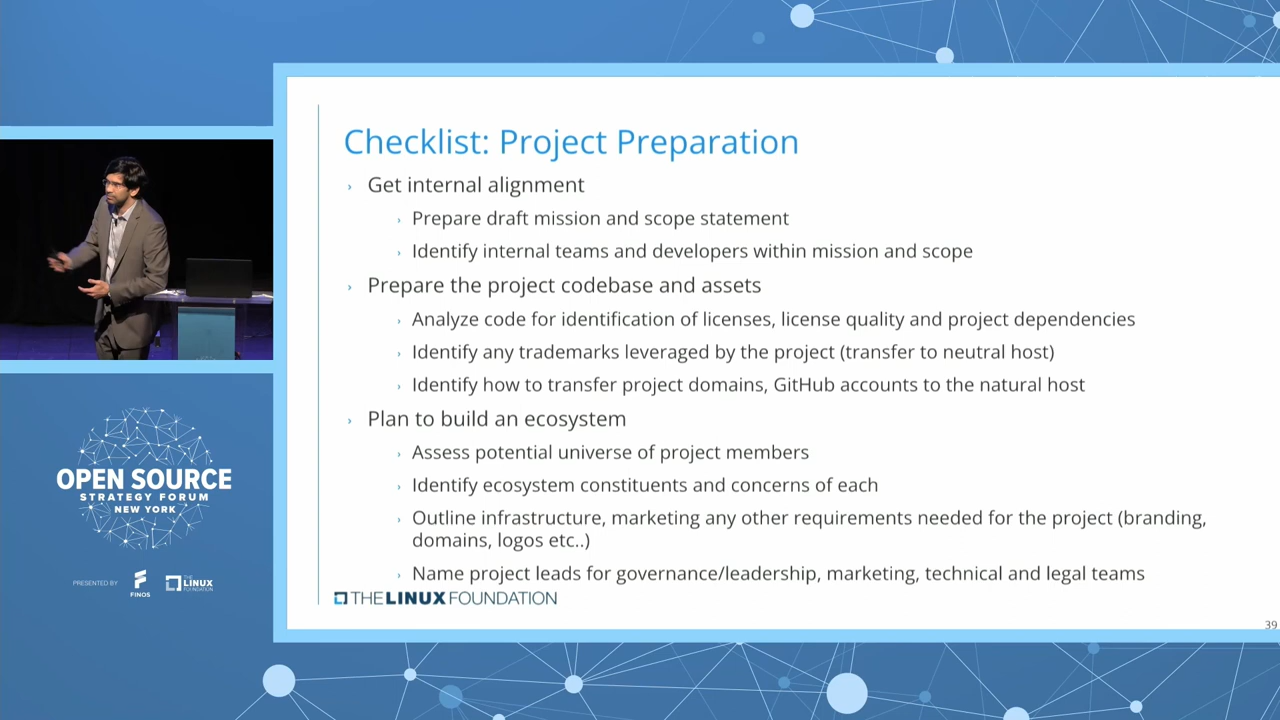 Checklist: Project Preparation
› Get internal alignment
› Prepare draft mission and scope statement
› Identify internal teams and developers within mission and scope
› Prepare the project codebase and assets
› Analyze code for identification of licenses, license quality and project dependencies
› Identify any trademarks leveraged by the project (transfer to neutral host)
› Identify how to transfer project domains, GitHub accounts to the natural host
› Plan to build an ecosystem
› Assess potential universe of project members
› Identify ecosystem constituents and concerns of each
› Outline infrastructure, marketing any other requirements needed for the project (branding,
domains, logos etc..)
› Name project leads for governance/leadership, marketing, technical and legal teams
THE LINUX FOUNDATION
39
OPEN SOURCE
STRATEGY FORUM
NEW YORK
PRESENTED BY
FINOS
THE
LINUX
FOUNDATION